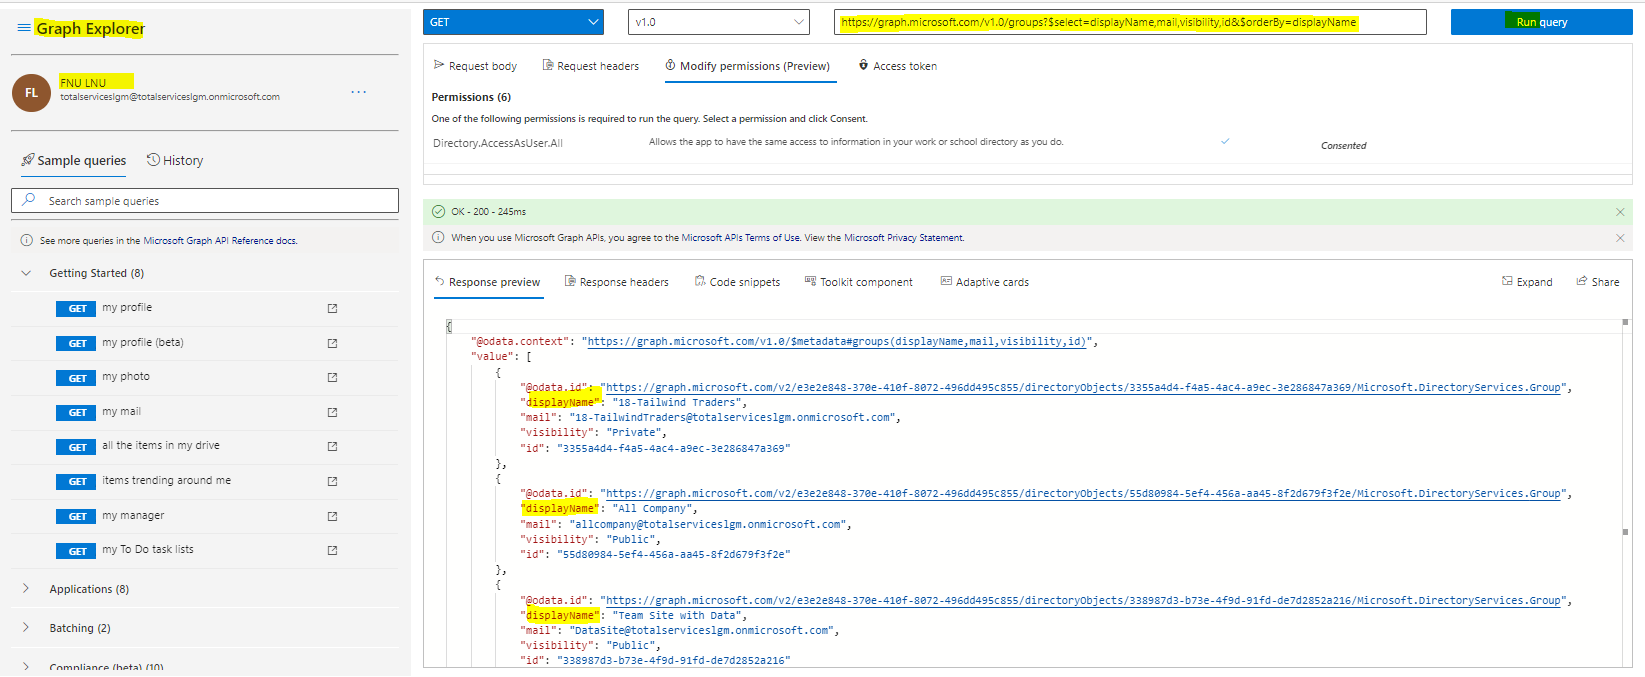 Graph Explorer
FL
FNU LNU
totalserviceslgm@totalserviceslgm.onmicrosoft.com
...
Sample queries
History
Search sample queries
See more queries in the Microsoft Graph API Reference docs.
Getting Started (8)
GET my profile
GET my profile (beta)
GET my photo
GET my mail
GET all the items in my drive
GET items trending around me
GET my manager
GET my To Do task lists
Applications (8)
Batching (2)
Compliance (beta) (10)
GET
v1.0
https://graph.microsoft.com/v1.0/groups?$select=displayName,mail,visibility,id&$orderBy=displayName
Run query
Request body
Request headers
Modify permissions (Preview)
Access token
Permissions (6)
One of the following permissions is required to run the query. Select a permission and click Consent.
Directory.AccessAsUser.All
Allows the app to have the same access to information in your work or school directory as you do.
Consented
OK - 200 - 245ms
When you use Microsoft Graph APIs, you agree to the Microsoft APIs Terms of Use. View the Microsoft Privacy Statement.
Response preview
Response headers
Code snippets
Toolkit component
Adaptive cards
Expand
Share
{
"@odata.context": "https://graph.microsoft.com/v1.0/$metadata#groups(displayName,mail,visibility,id)",
"value": [
{
"@odata.id": "https://graph.microsoft.com/v2/e3e2e848-370e-410f-8072-496dd495c855/directoryObjects/3355a4d4-f4a5-4ac4-a9ec-3e286847a369/Microsoft.DirectoryServices.Group",
"displayName": "18-Tailwind Traders",
"mail": "18-TailwindTraders@totalserviceslgm.onmicrosoft.com",
"visibility": "Private",
"id": "3355a4d4-f4a5-4ac4-a9ec-3e286847a369"
},
{
"@odata.id": "https://graph.microsoft.com/v2/e3e2e848-370e-410f-8072-496dd495c855/directoryObjects/55d80984-5ef4-456a-aa45-8f2d679f3f2e/Microsoft.DirectoryServices.Group",
"displayName": "All Company",
"mail": "allcompany@totalserviceslgm.onmicrosoft.com",
"visibility": "Public",
"id": "55d80984-5ef4-456a-aa45-8f2d679f3f2e"
},
{
"@odata.id": "https://graph.microsoft.com/v2/e3e2e848-370e-410f-8072-496dd495c855/directoryObjects/338987d3-b73e-4f9d-91fd-de7d2852a216/Microsoft.DirectoryServices.Group",
"displayName": "Team Site with Data",
"mail": "DataSite@totalserviceslgm.onmicrosoft.com",
"visibility": "Public",
"id": "338987d3-b73e-4f9d-91fd-de7d2852a216"